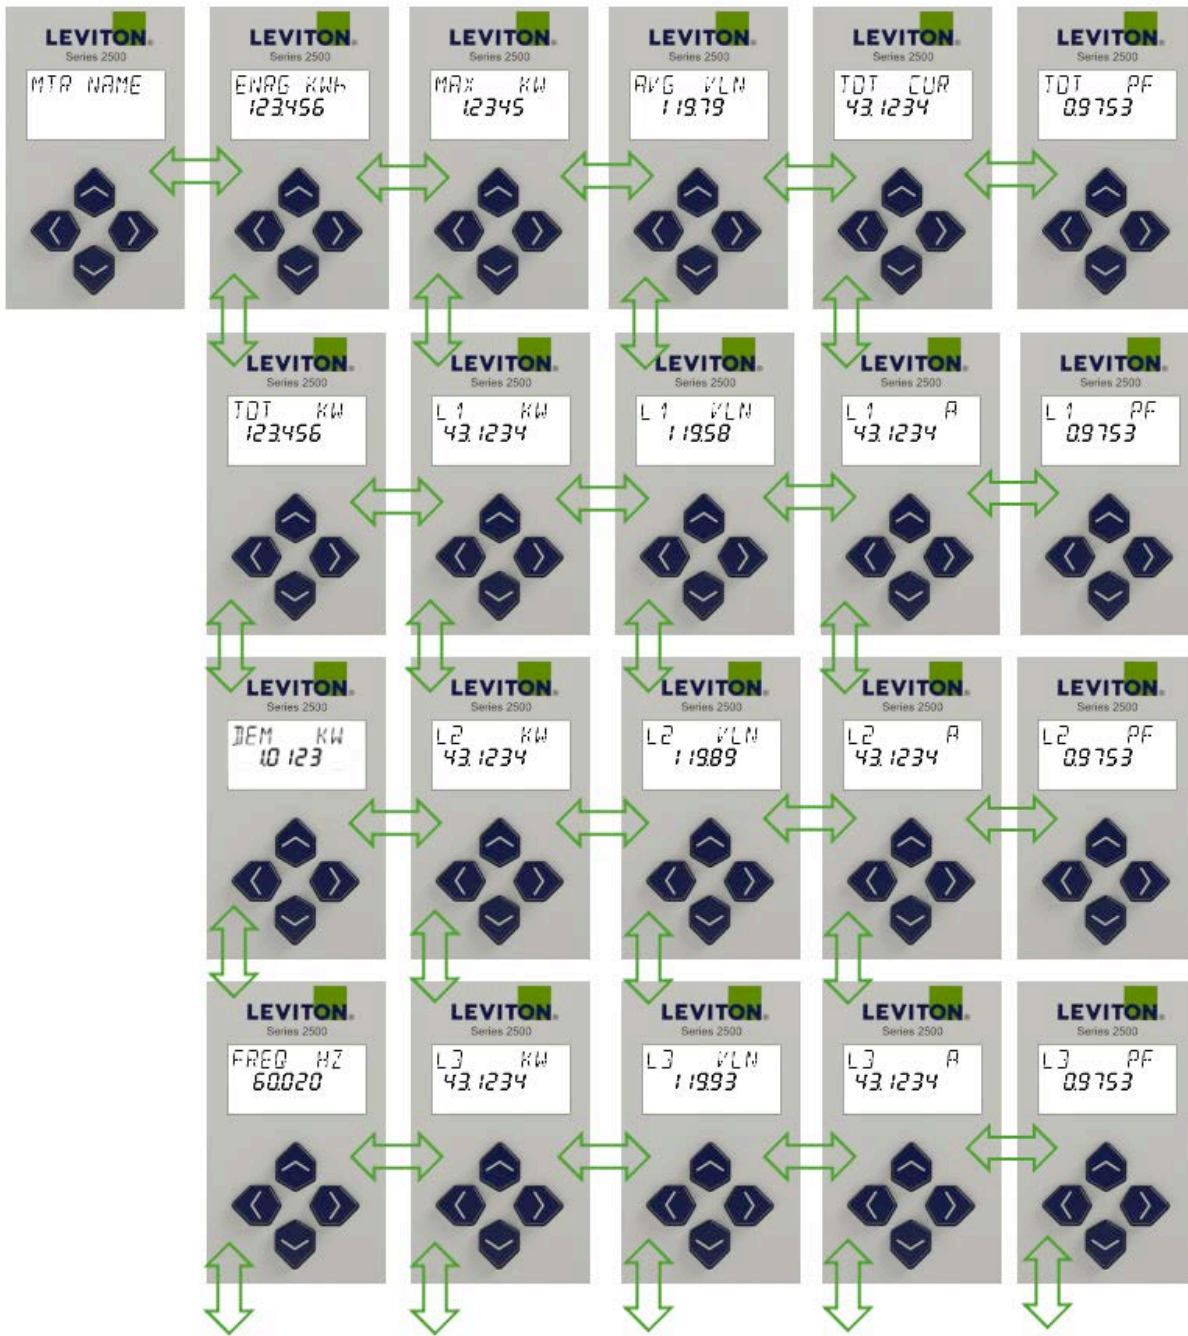 LEVITON® LEVITON® LEVITON® LEVITON® LEVITON® LEVITON®
Series 2500 Series 2500 Series 2500 Series 2500 Series 2500 Series 2500
MTR NAME ENRG KWh MAX KW AVG VLN TOT CUR TOT PF
123.456 1.2345 119.79 43.1234 0.9753
LEVITON® LEVITON® LEVITON® LEVITON® LEVITON®
Series 2500 Series 2500 Series 2500 Series 2500 Series 2500
TOT KW L1 KW L1 VLN L1 A L1 PF
123.456 43.1234 119.58 43.1234 0.9753
LEVITON® LEVITON® LEVITON® LEVITON® LEVITON®
Series 2500 Series 2500 Series 2500 Series 2500 Series 2500
DEM KW L2 KW L2 VLN L2 A L2 PF
1.0123 43.1234 119.89 43.1234 0.9753
LEVITON® LEVITON® LEVITON® LEVITON® LEVITON®
Series 2500 Series 2500 Series 2500 Series 2500 Series 2500
FREQ HZ L3 KW L3 VLN L3 A L3 PF
60.020 43.1234 119.93 43.1234 0.9753